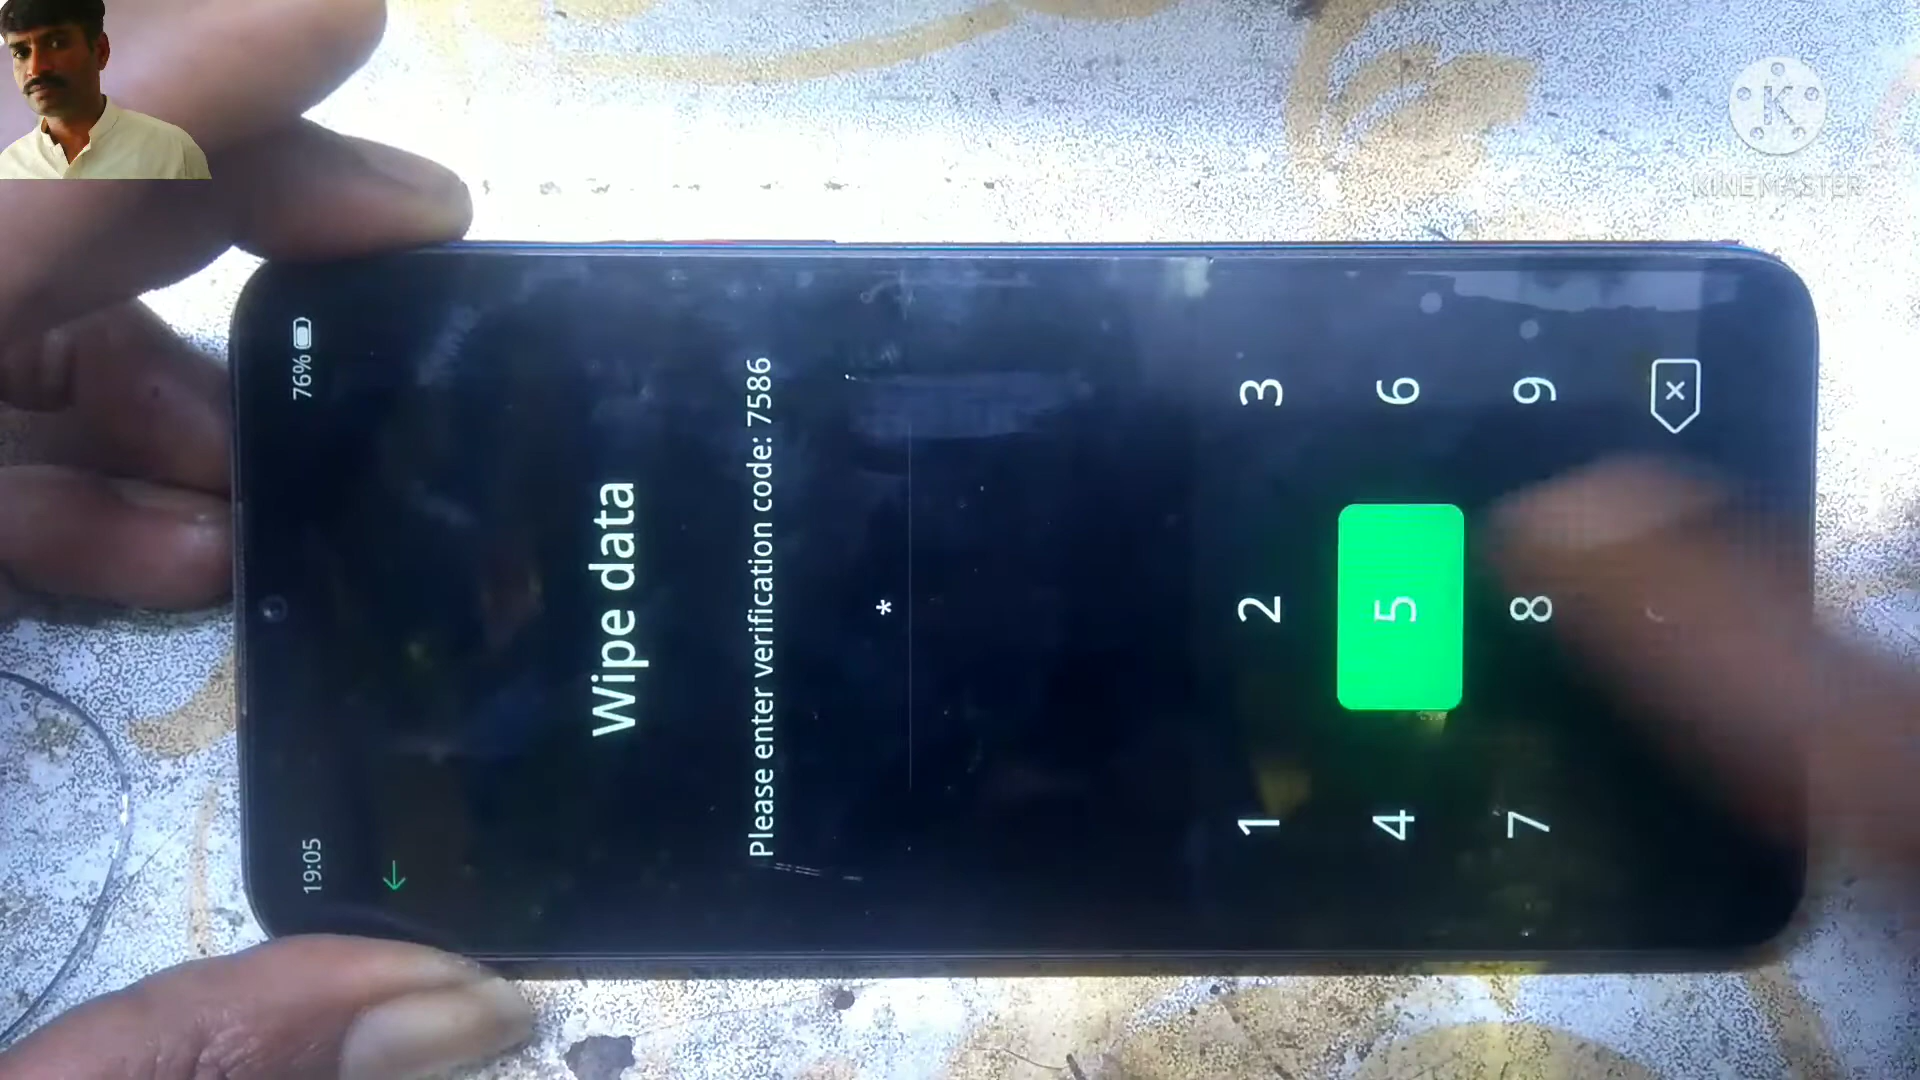 19:05 76%
←
Wipe data
Please enter verification code: 7586
*
1 2 3
4 5 6
7 8 9
K
KINEMASTER